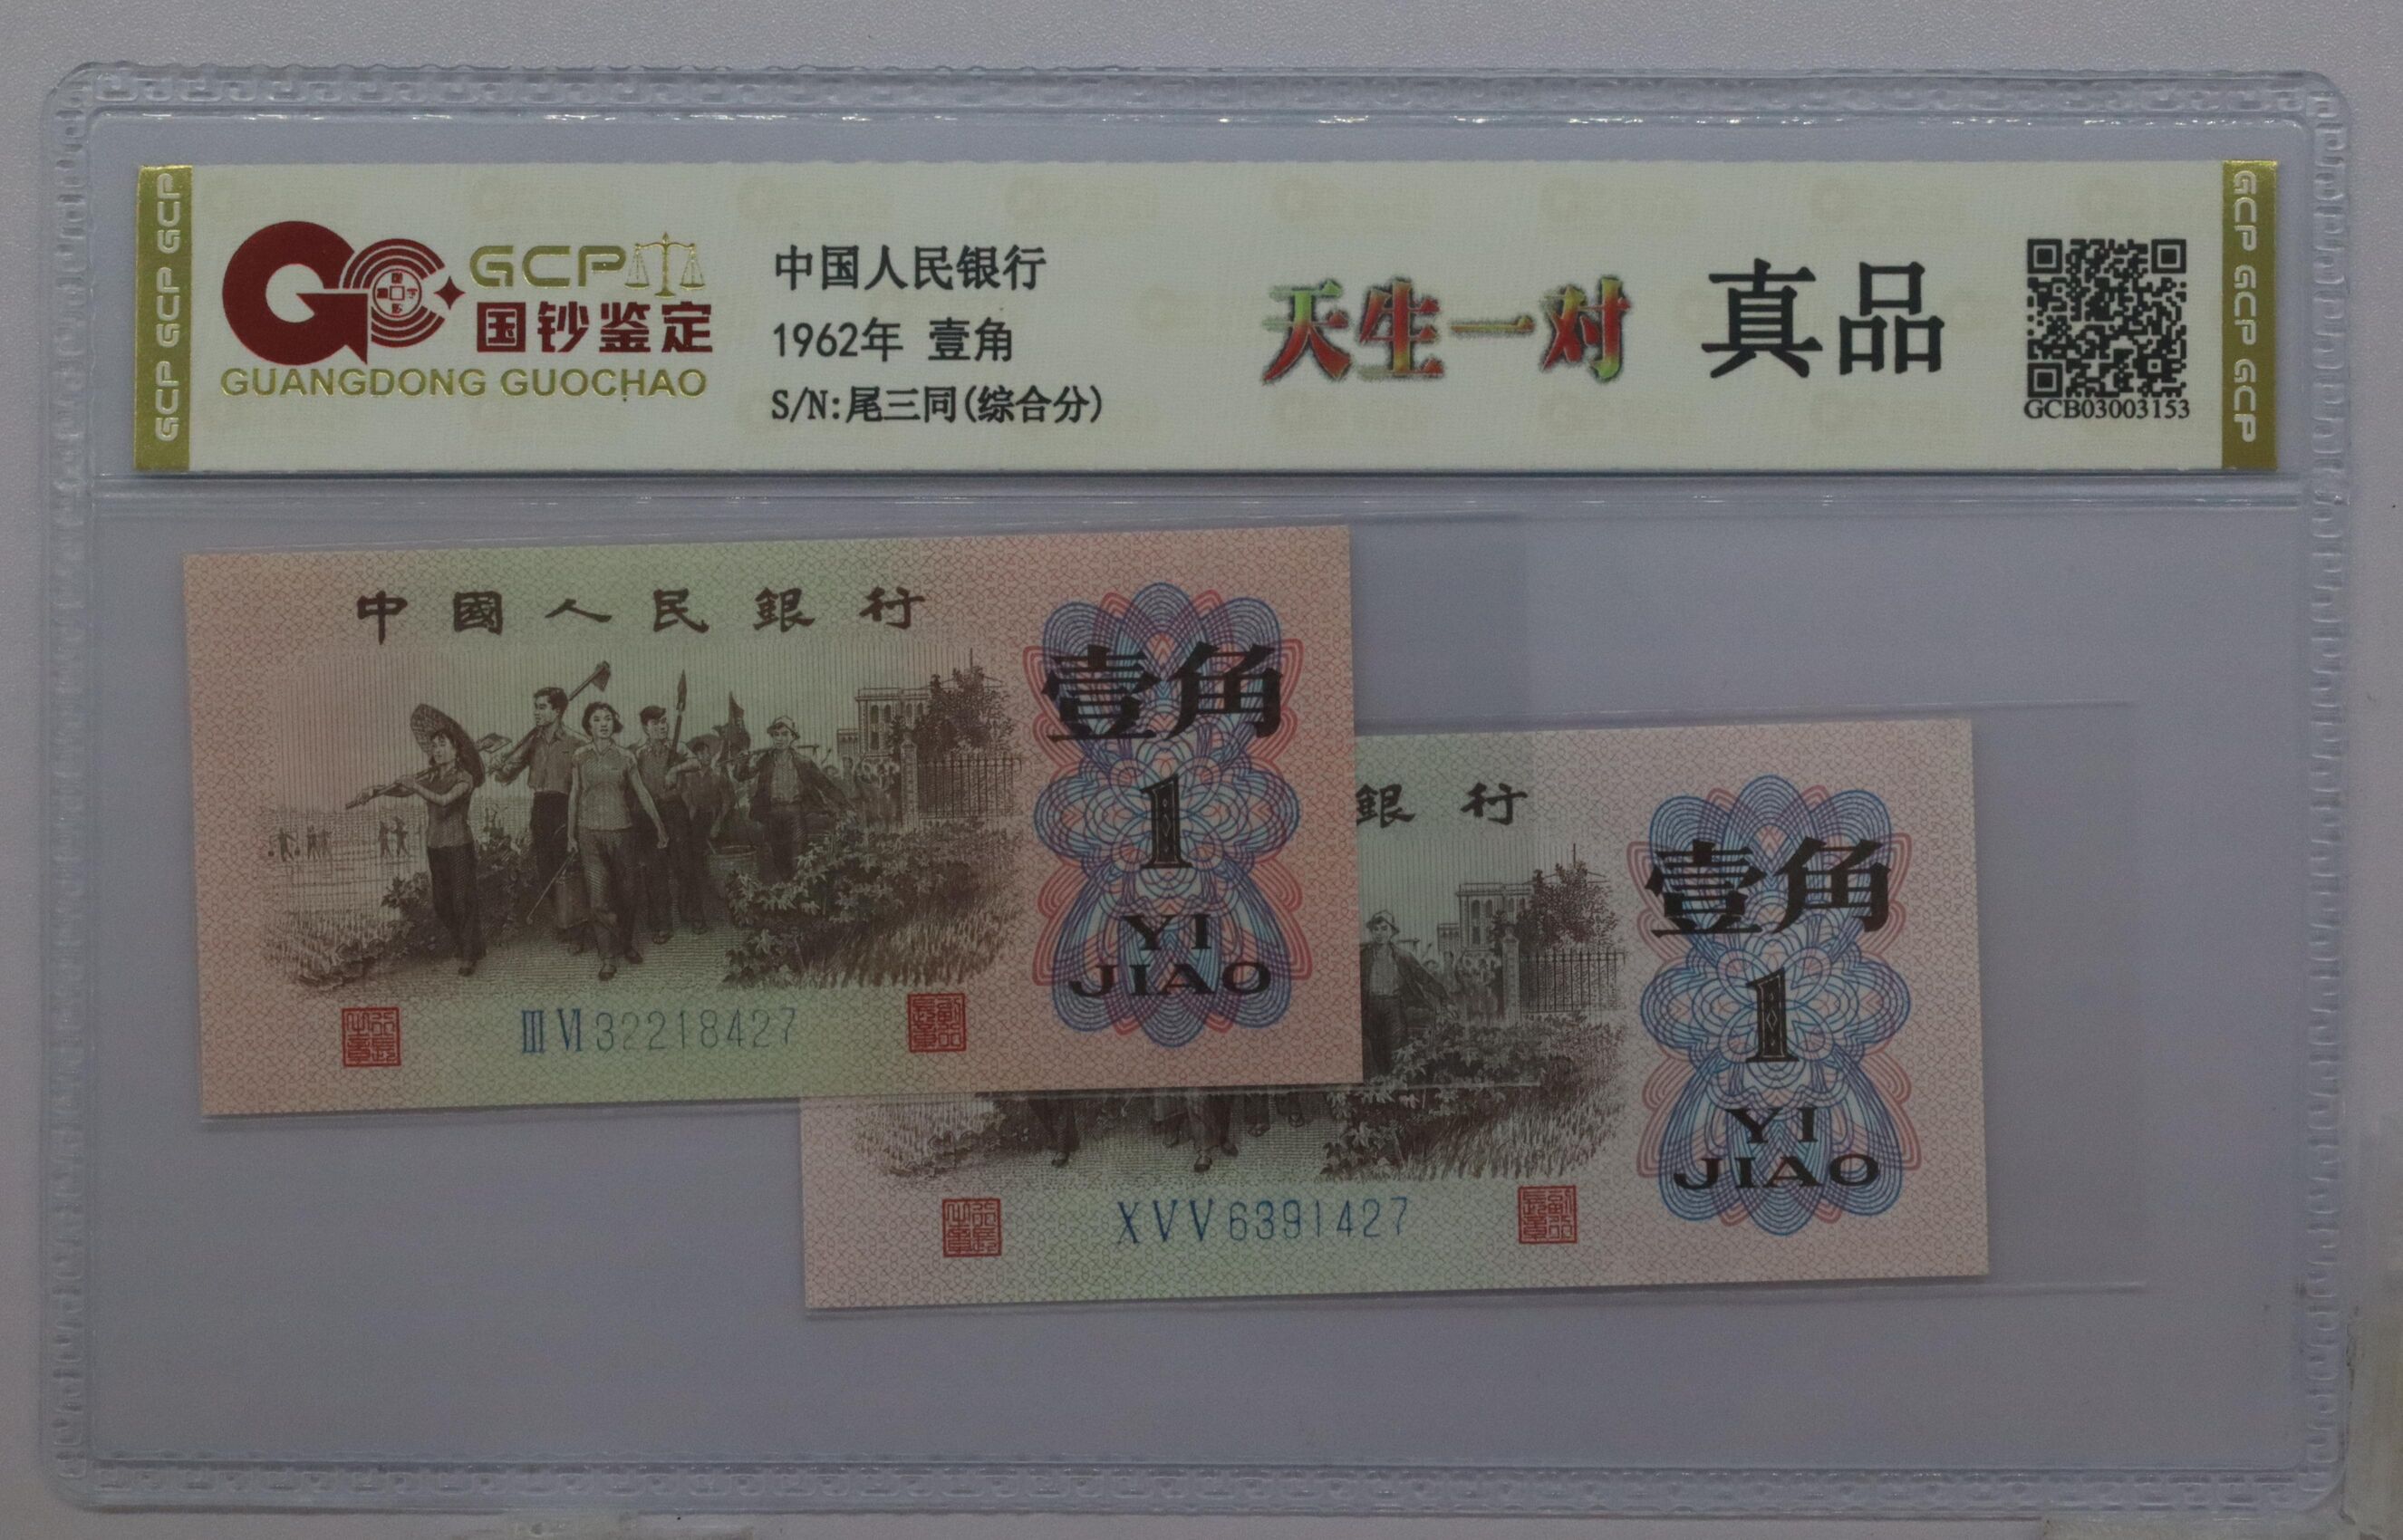 GCP GCP GCP
GCP
国钞鉴定
GUANGDONG GUOCHAO
中国人民银行
1962年 壹角
S/N:尾三同(综合分)
天生一对
真品
GCB03003153
GCP GCP GCP
中國人民銀行
壹角
1
YI
JIAO
ⅢⅥ32218427
銀行
壹角
1
YI
JIAO
ⅩⅤⅤ6391427